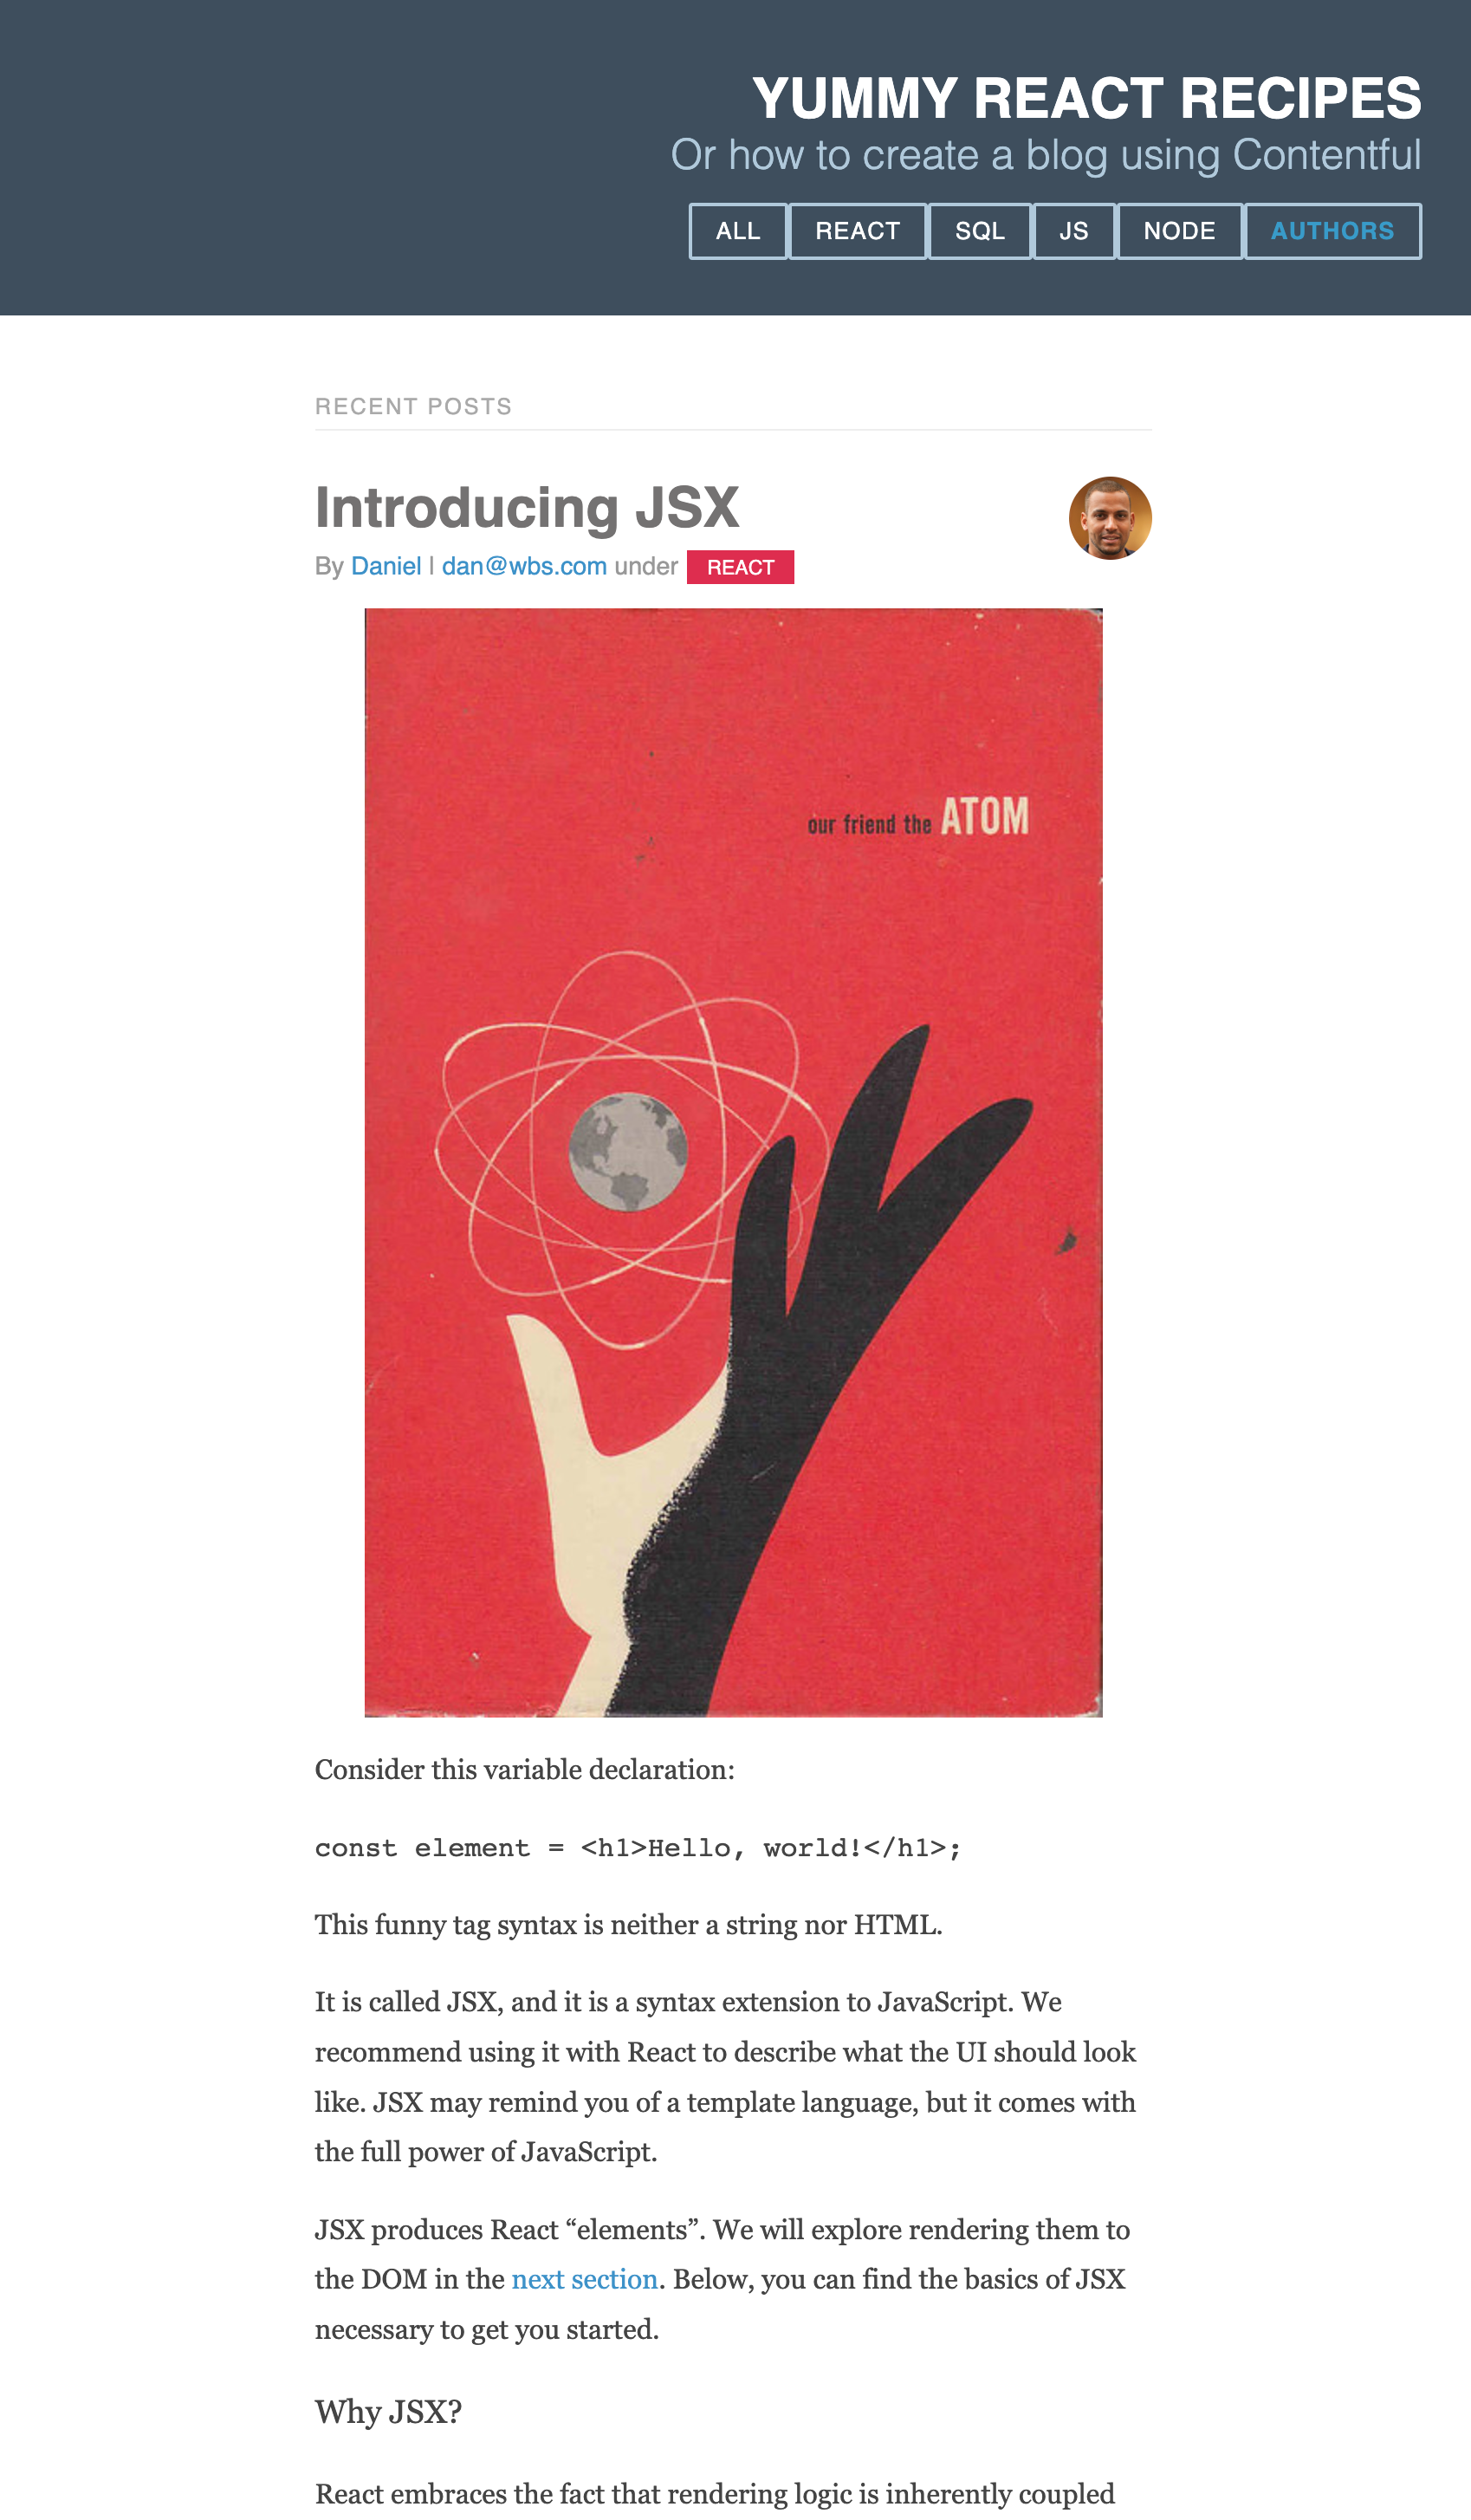 YUMMY REACT RECIPES
Or how to create a blog using Contentful
ALL REACT SQL JS NODE AUTHORS
RECENT POSTS
Introducing JSX
By Daniel | dan@wbs.com under REACT
our friend the ATOM
Consider this variable declaration:
const element = <h1>Hello, world!</h1>;
This funny tag syntax is neither a string nor HTML.
It is called JSX, and it is a syntax extension to JavaScript. We
recommend using it with React to describe what the UI should look
like. JSX may remind you of a template language, but it comes with
the full power of JavaScript.
JSX produces React “elements”. We will explore rendering them to
the DOM in the next section. Below, you can find the basics of JSX
necessary to get you started.
Why JSX?
React embraces the fact that rendering logic is inherently coupled